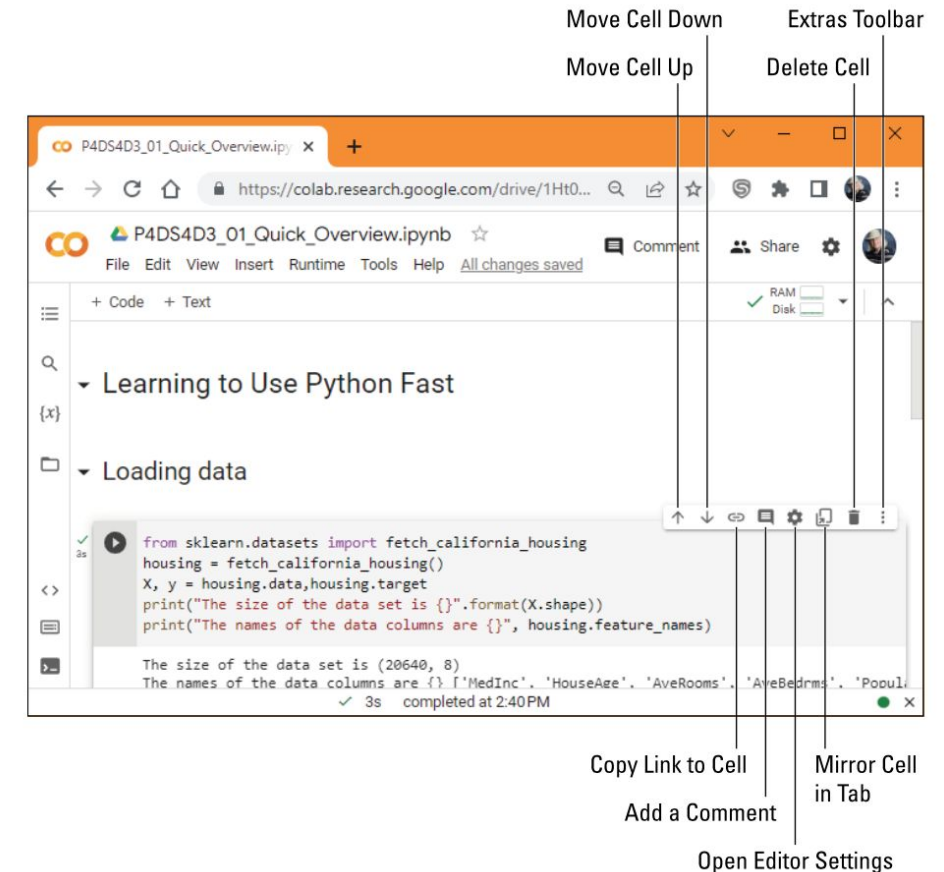 Move Cell Down
Extras Toolbar
Move Cell Up
Delete Cell
P4DS4D3_01_Quick_Overview.ipy
https://colab.research.google.com/drive/1Ht0...
P4DS4D3_01_Quick_Overview.ipynb
Comment
Share
File Edit View Insert Runtime Tools Help All changes saved
+ Code + Text
RAM
Disk
Learning to Use Python Fast
{x}
Loading data
3s
from sklearn.datasets import fetch_california_housing
housing = fetch_california_housing()
X, y = housing.data,housing.target
print("The size of the data set is {}".format(X.shape))
print("The names of the data columns are {}", housing.feature_names)
The size of the data set is (20640, 8)
The names of the data columns are {} ['MedInc', 'HouseAge', 'AveRooms', 'AveBedrms', 'Popul
3s completed at 2:40 PM
Copy Link to Cell
Mirror Cell
in Tab
Add a Comment
Open Editor Settings